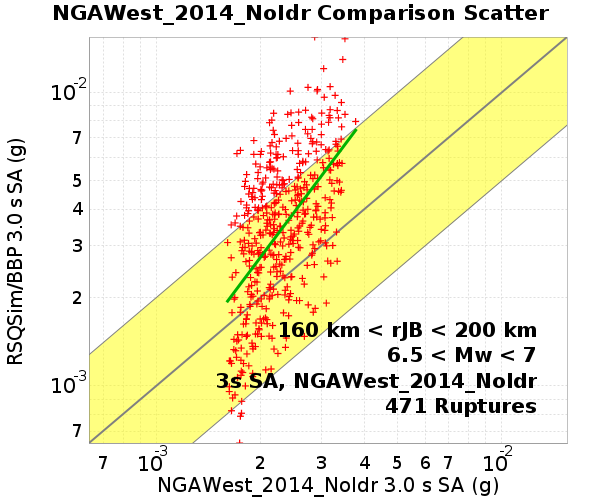 NGAWest_2014_NoIdr Comparison Scatter
10-2
7
5
4
3
2
10-3
7
RSQSim/BBP 3.0 s SA (g)
160 km < rJB < 200 km
6.5 < Mw < 7
3s SA, NGAWest_2014_NoIdr
471 Ruptures
7 10-3 2 3 4 5 6 7 10-2
NGAWest_2014_NoIdr 3.0 s SA (g)